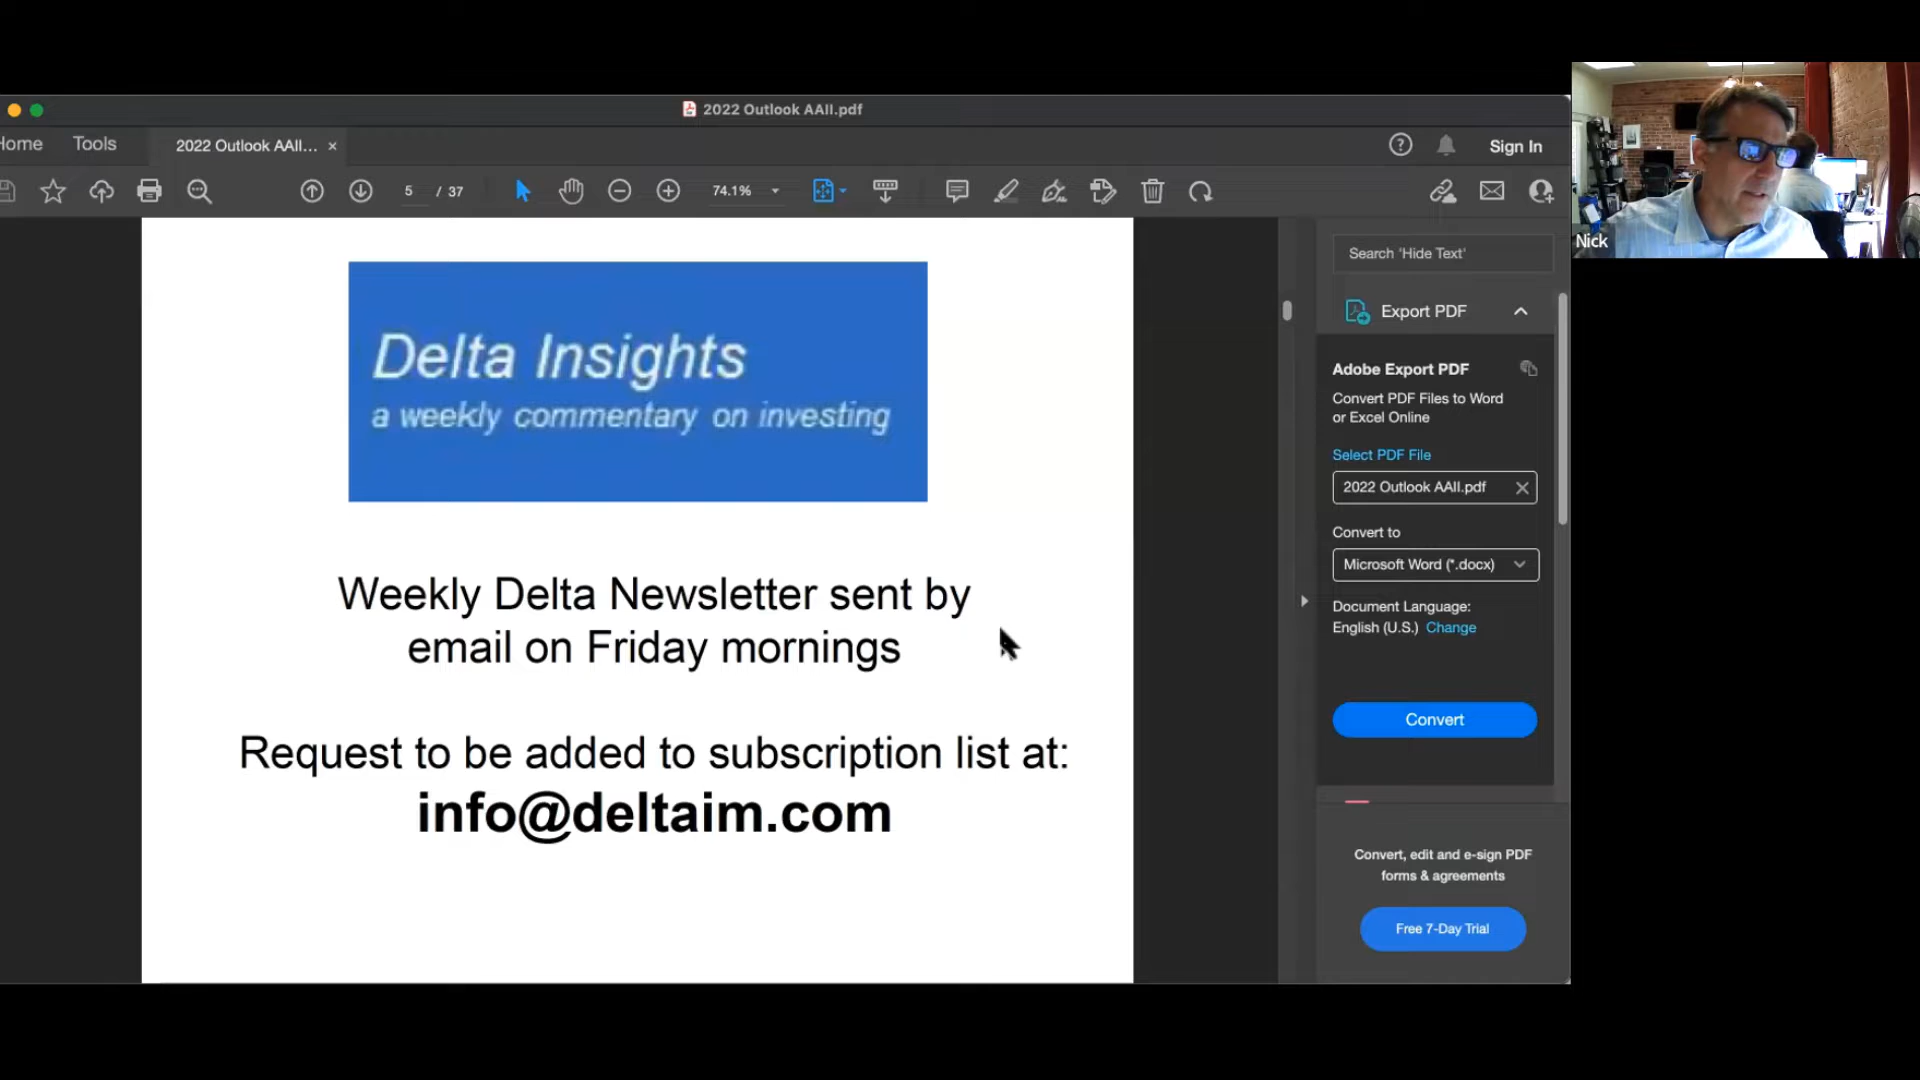 2022 Outlook AAII.pdf
Home
Tools
2022 Outlook AAII...
Sign In
5 / 37
74.1%
Nick
Delta Insights
a weekly commentary on investing
Weekly Delta Newsletter sent by
email on Friday mornings
Request to be added to subscription list at:
info@deltaim.com
Search 'Hide Text'
Export PDF
Adobe Export PDF
Convert PDF Files to Word
or Excel Online
Select PDF File
2022 Outlook AAII.pdf
Convert to
Microsoft Word (*.docx)
Document Language:
English (U.S.) Change
Convert
Convert, edit and e-sign PDF
forms & agreements
Free 7-Day Trial